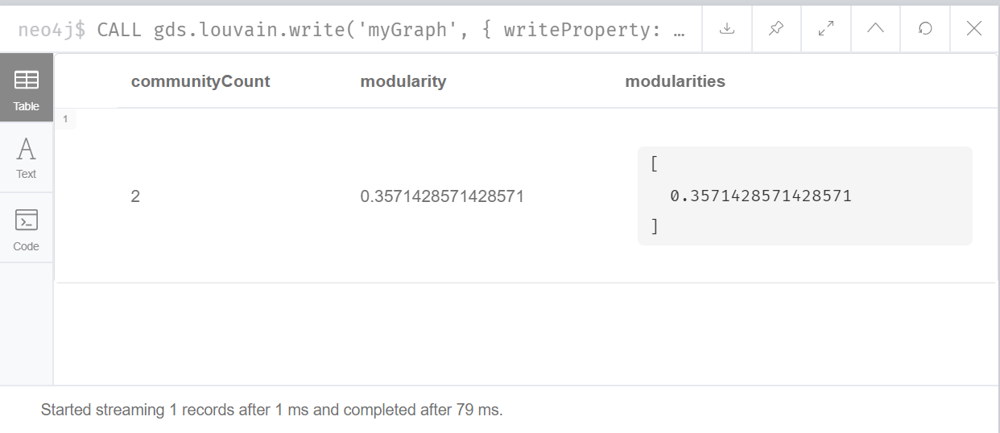 neo4j$ CALL gds.louvain.write('myGraph', { writeProperty: …
Table
Text
Code
communityCount modularity modularities
1
2 0.3571428571428571 [
0.3571428571428571
]
Started streaming 1 records after 1 ms and completed after 79 ms.